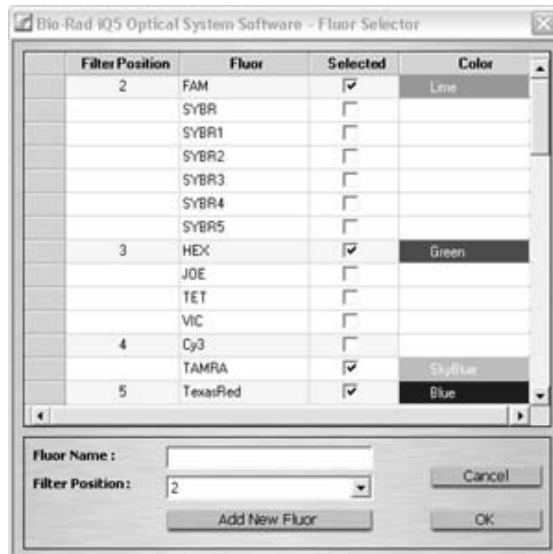 Bio-Rad iQ5 Optical System Software - Fluor Selector
Filter Position Fluor Selected Color
2 FAM Lime
SYBR
SYBR1
SYBR2
SYBR3
SYBR4
SYBR5
3 HEX Green
JOE
TET
VIC
4 Cy3
TAMRA SkyBlue
5 TexasRed Blue
Fluor Name :
Filter Position : 2
Cancel
Add New Fluor OK